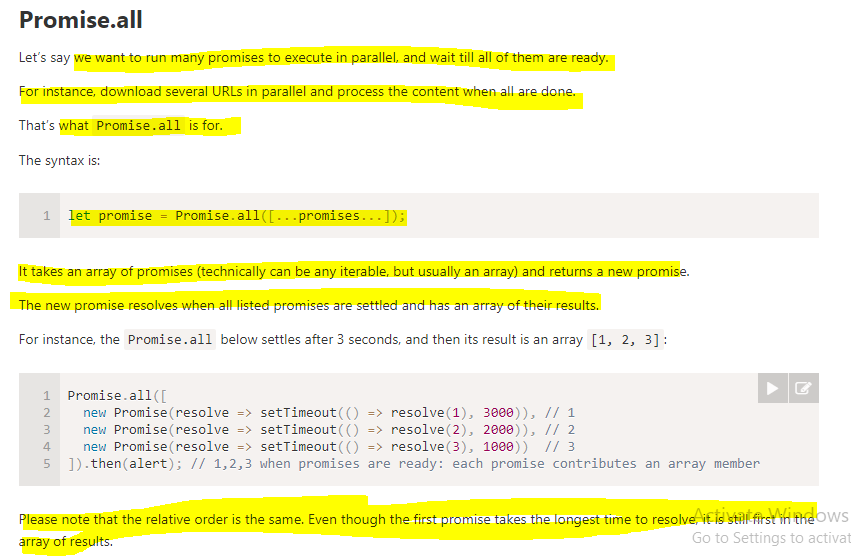 Promise.all
Let's say we want to run many promises to execute in parallel, and wait till all of them are ready.
For instance, download several URLs in parallel and process the content when all are done.
That's what Promise.all is for.
The syntax is:
1 let promise = Promise.all([...promises...]);
It takes an array of promises (technically can be any iterable, but usually an array) and returns a new promise.
The new promise resolves when all listed promises are settled and has an array of their results.
For instance, the Promise.all below settles after 3 seconds, and then its result is an array [1, 2, 3]:
1 Promise.all([
2   new Promise(resolve => setTimeout(() => resolve(1), 3000)), // 1
3   new Promise(resolve => setTimeout(() => resolve(2), 2000)), // 2
4   new Promise(resolve => setTimeout(() => resolve(3), 1000))  // 3
5 ]).then(alert); // 1,2,3 when promises are ready: each promise contributes an array member
Please note that the relative order is the same. Even though the first promise takes the longest time to resolve, it is still first in the
array of results.
Activate Windows
Go to Settings to activat